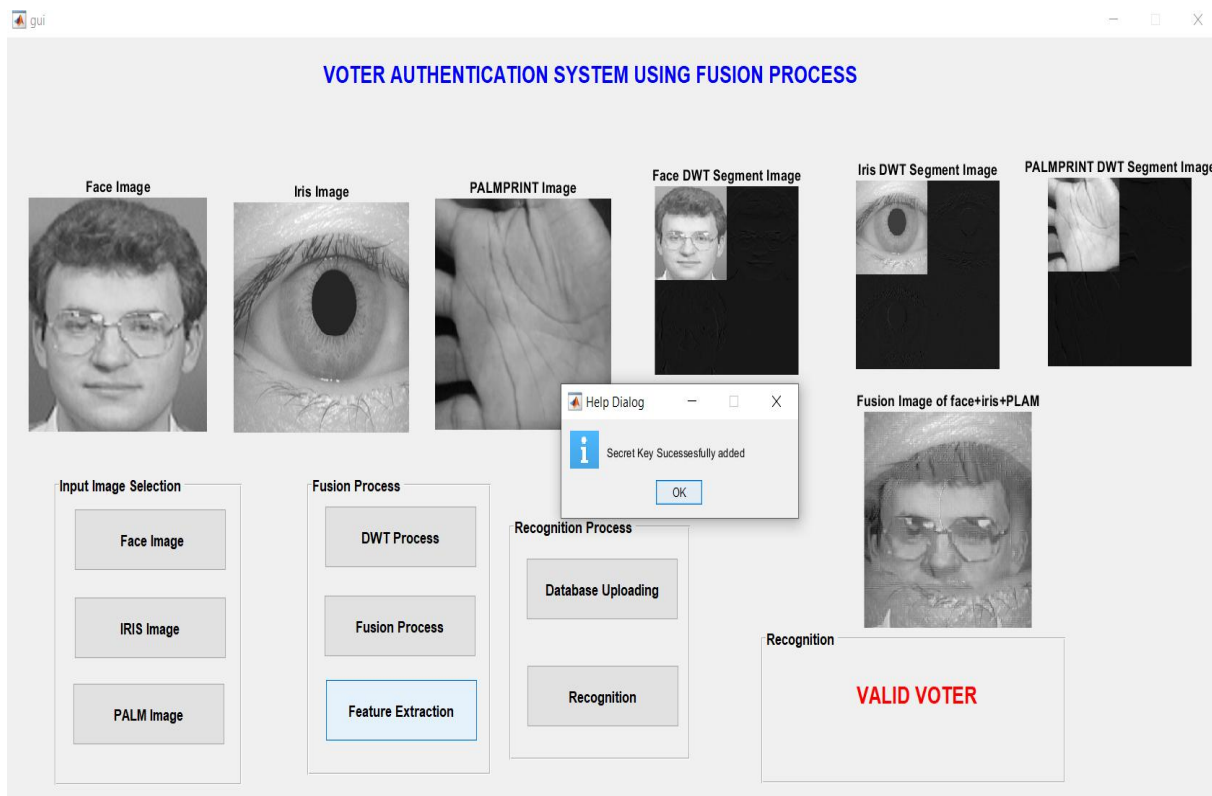 gui
VOTER AUTHENTICATION SYSTEM USING FUSION PROCESS
Face Image
Iris Image
PALMPRINT Image
Face DWT Segment Image
Iris DWT Segment Image
PALMPRINT DWT Segment Image
Help Dialog
Secret Key Sucessesfully added
OK
Fusion Image of face+iris+PLAM
Input Image Selection
Face Image
IRIS Image
PALM Image
Fusion Process
DWT Process
Fusion Process
Feature Extraction
Recognition Process
Database Uploading
Recognition
Recognition
VALID VOTER